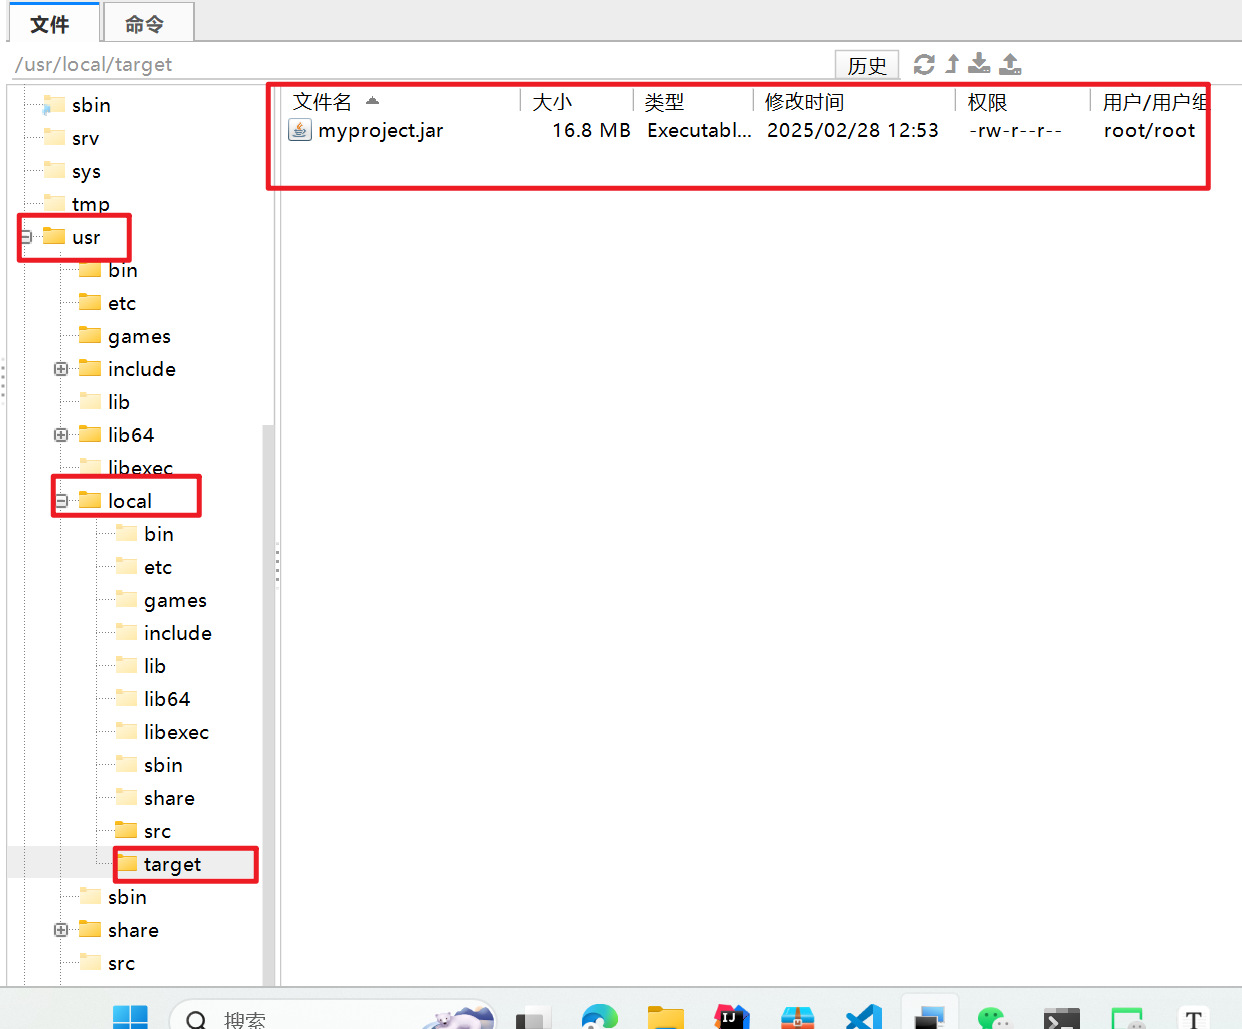 文件 命令
/usr/local/target 历史
文件名 大小 类型 修改时间 权限 用户/用户组
myproject.jar 16.8 MB Executabl... 2025/02/28 12:53 -rw-r--r-- root/root
sbin
srv
sys
tmp
usr
bin
etc
games
include
lib
lib64
libexec
local
bin
etc
games
include
lib
lib64
libexec
sbin
share
src
target
sbin
share
src
搜索
IJ
T